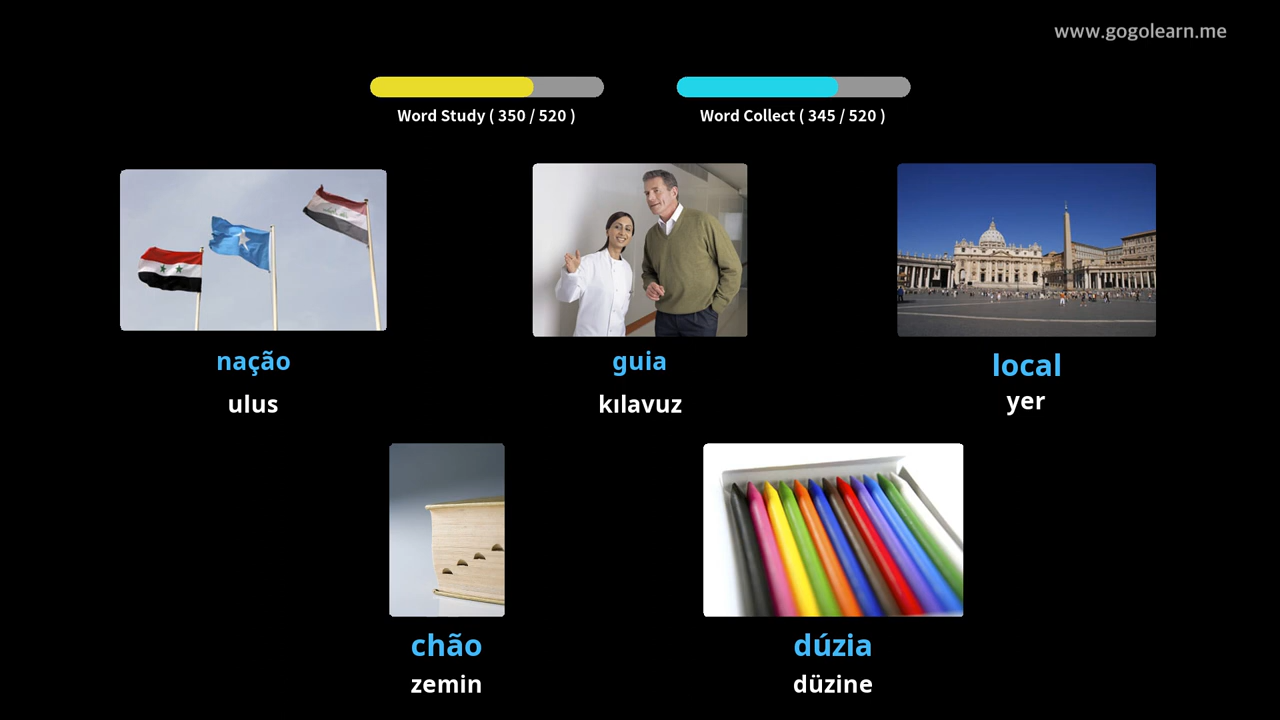 www.gogolearn.me
Word Study ( 350 / 520 )
Word Collect ( 345 / 520 )
nação
guia
local
ulus
kılavuz
yer
chão
dúzia
zemin
düzine